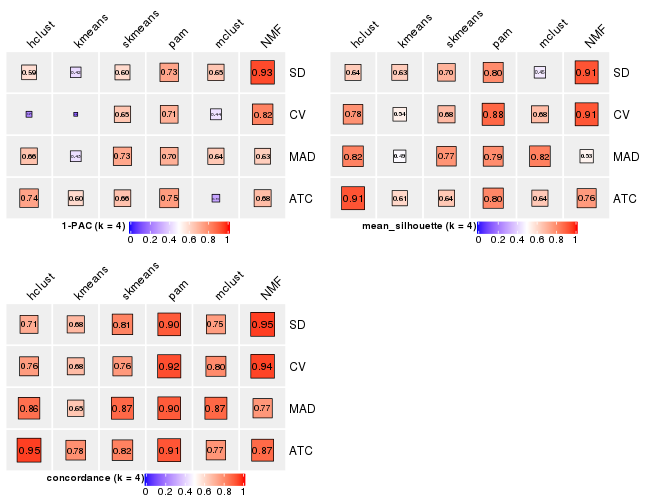 hclust kmeans skmeans pam mclust NMF
0.59 0.60 0.73 0.65 0.93 SD
0.65 0.71 0.44 0.82 CV
0.66 0.43 0.73 0.70 0.64 0.63 MAD
0.74 0.60 0.66 0.75 0.68 ATC
1-PAC (k = 4)
0 0.2 0.4 0.6 0.8 1
hclust kmeans skmeans pam mclust NMF
0.64 0.63 0.70 0.80 0.45 0.91 SD
0.78 0.54 0.68 0.88 0.68 0.91 CV
0.82 0.49 0.77 0.79 0.82 0.53 MAD
0.91 0.61 0.64 0.80 0.64 0.76 ATC
mean_silhouette (k = 4)
0 0.2 0.4 0.6 0.8 1
hclust kmeans skmeans pam mclust NMF
0.71 0.68 0.81 0.90 0.75 0.95 SD
0.76 0.68 0.76 0.92 0.80 0.94 CV
0.86 0.65 0.87 0.90 0.87 0.77 MAD
0.95 0.78 0.82 0.91 0.77 0.87 ATC
concordance (k = 4)
0 0.2 0.4 0.6 0.8 1